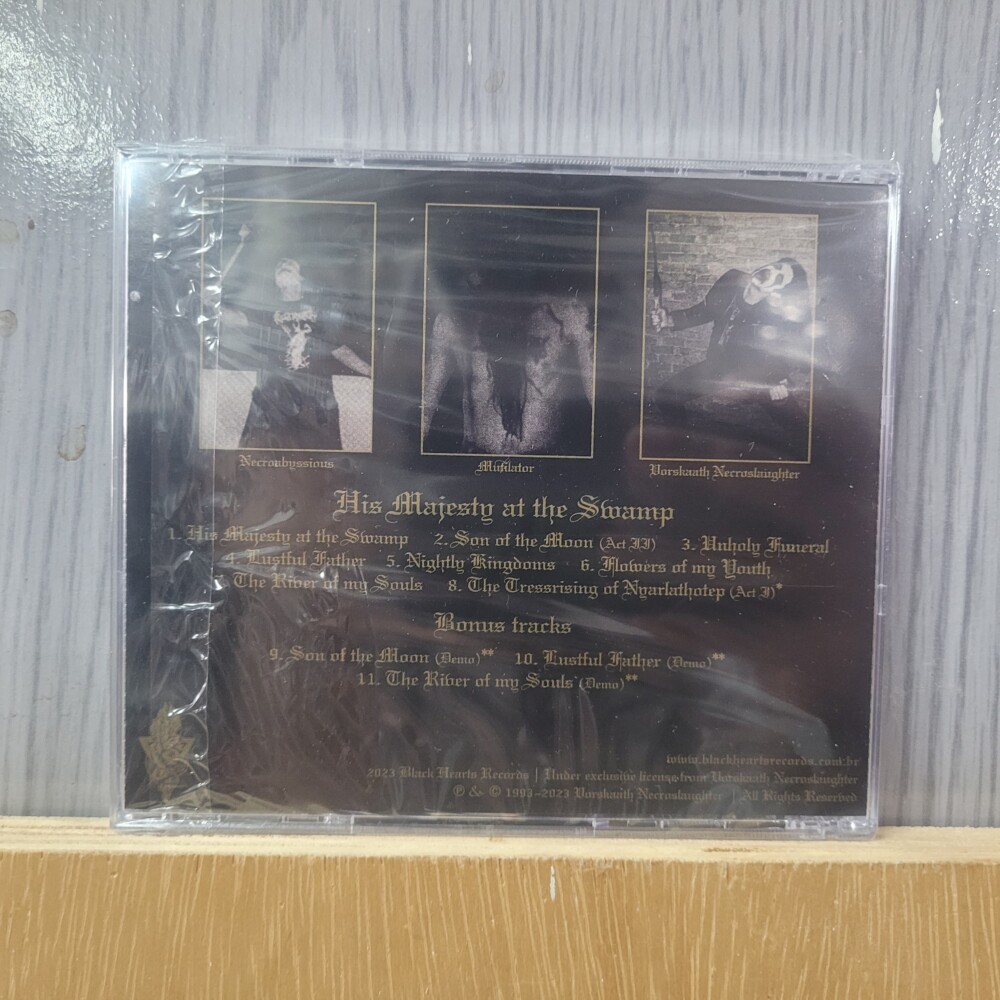 Necroabyssious
Mutilator
Vorskaath Necroslaughter
His Majesty at the Swamp
1. His Majesty at the Swamp 2. Son of the Moon (Act II) 3. Unholy Funeral
4. Lustful Father 5. Nightly Kingdoms 6. Flowers of my Youth
The River of my Souls 8. The Tressrising of Nyarlathotep (Act I)*
Bonus tracks
9. Son of the Moon (Demo)** 10. Lustful Father (Demo)**
11. The River of my Souls (Demo)**
www.blackheartsrecords.com.br
2023 Black Hearts Records | Under exclusive license from Vorskaath Necroslaughter
℗ & © 1993-2023 Vorskaath Necroslaughter | All Rights Reserved